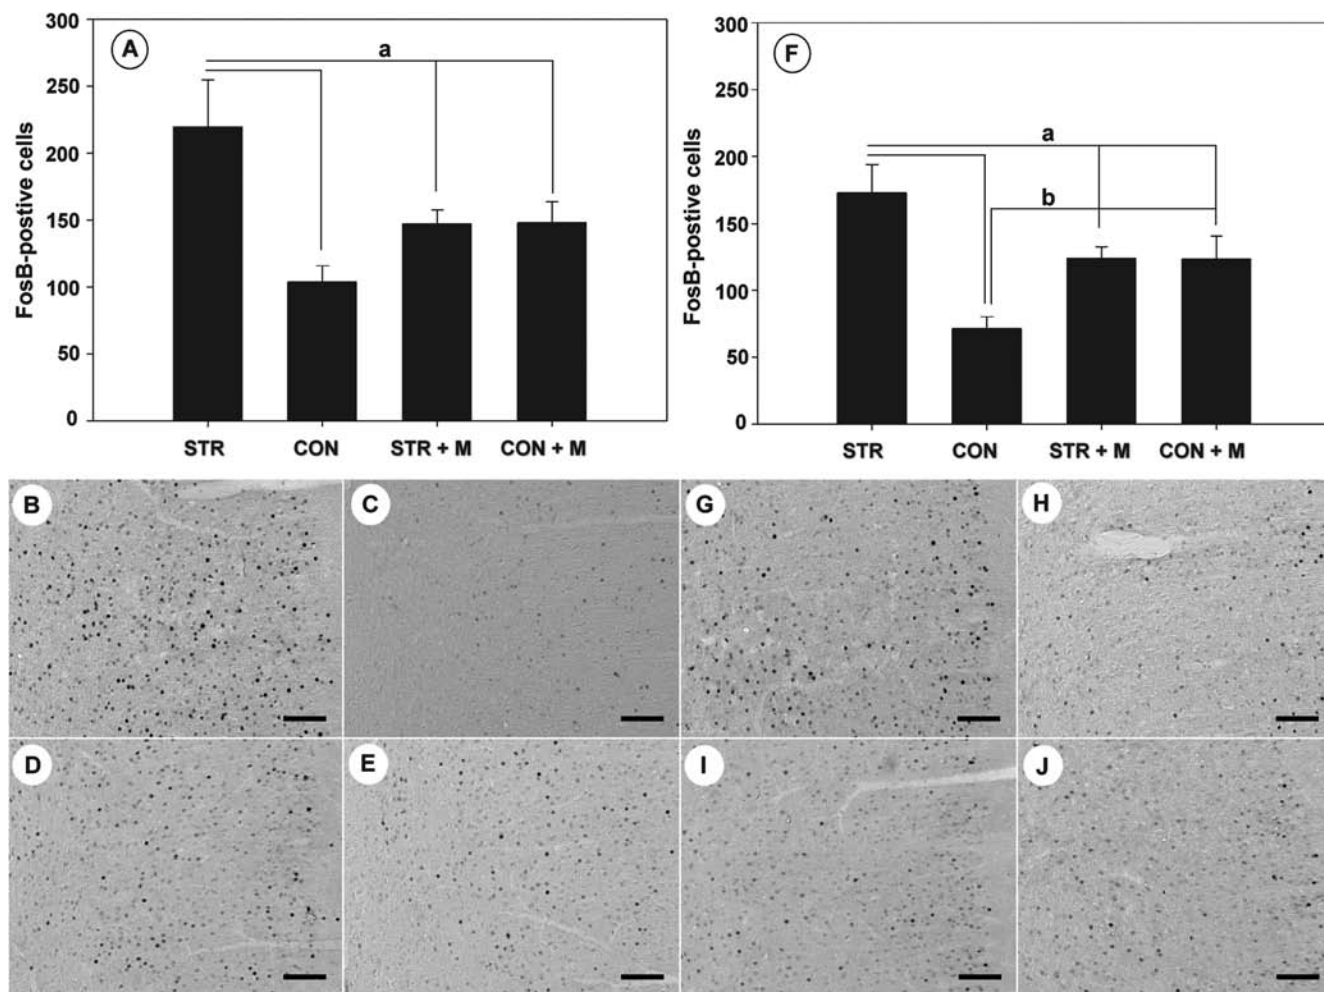 A
a
FosB-postive cells
300
250
200
150
100
50
0
STR CON STR + M CON + M
F
a
b
FosB-postive cells
300
250
200
150
100
50
0
STR CON STR + M CON + M
B C G H
D E I J